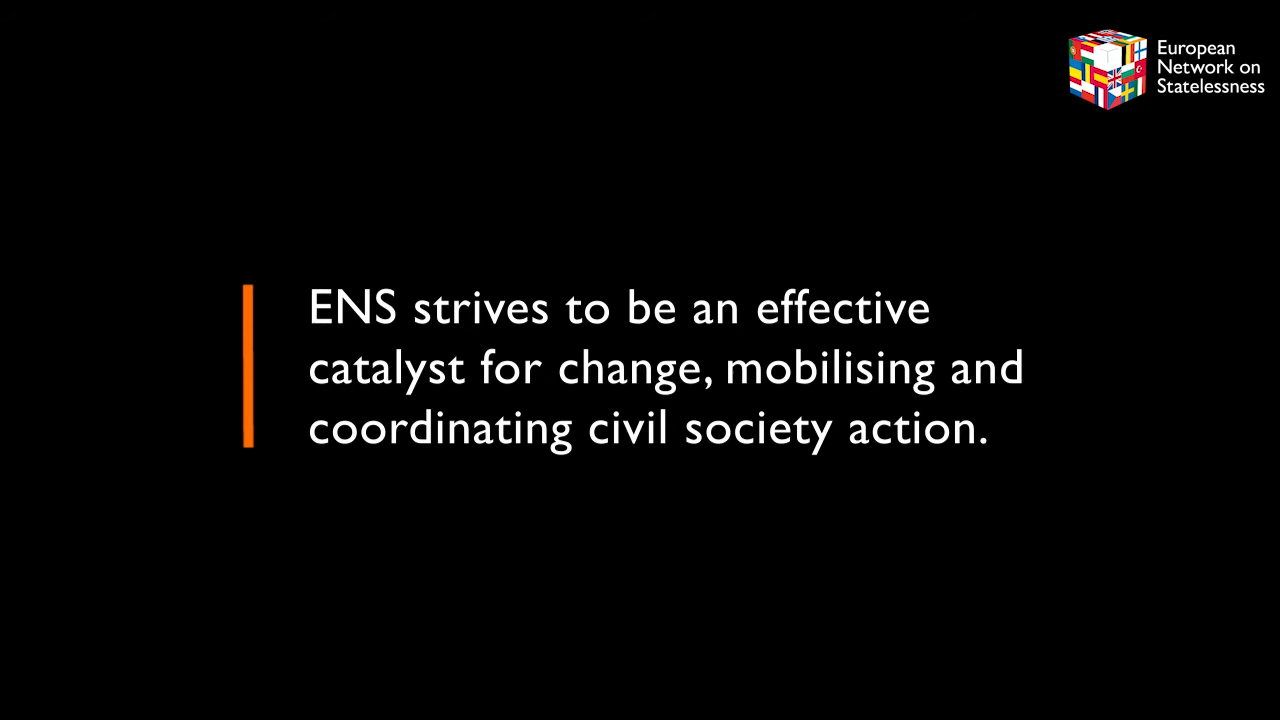 European
Network on
Statelessness
ENS strives to be an effective
catalyst for change, mobilising and
coordinating civil society action.